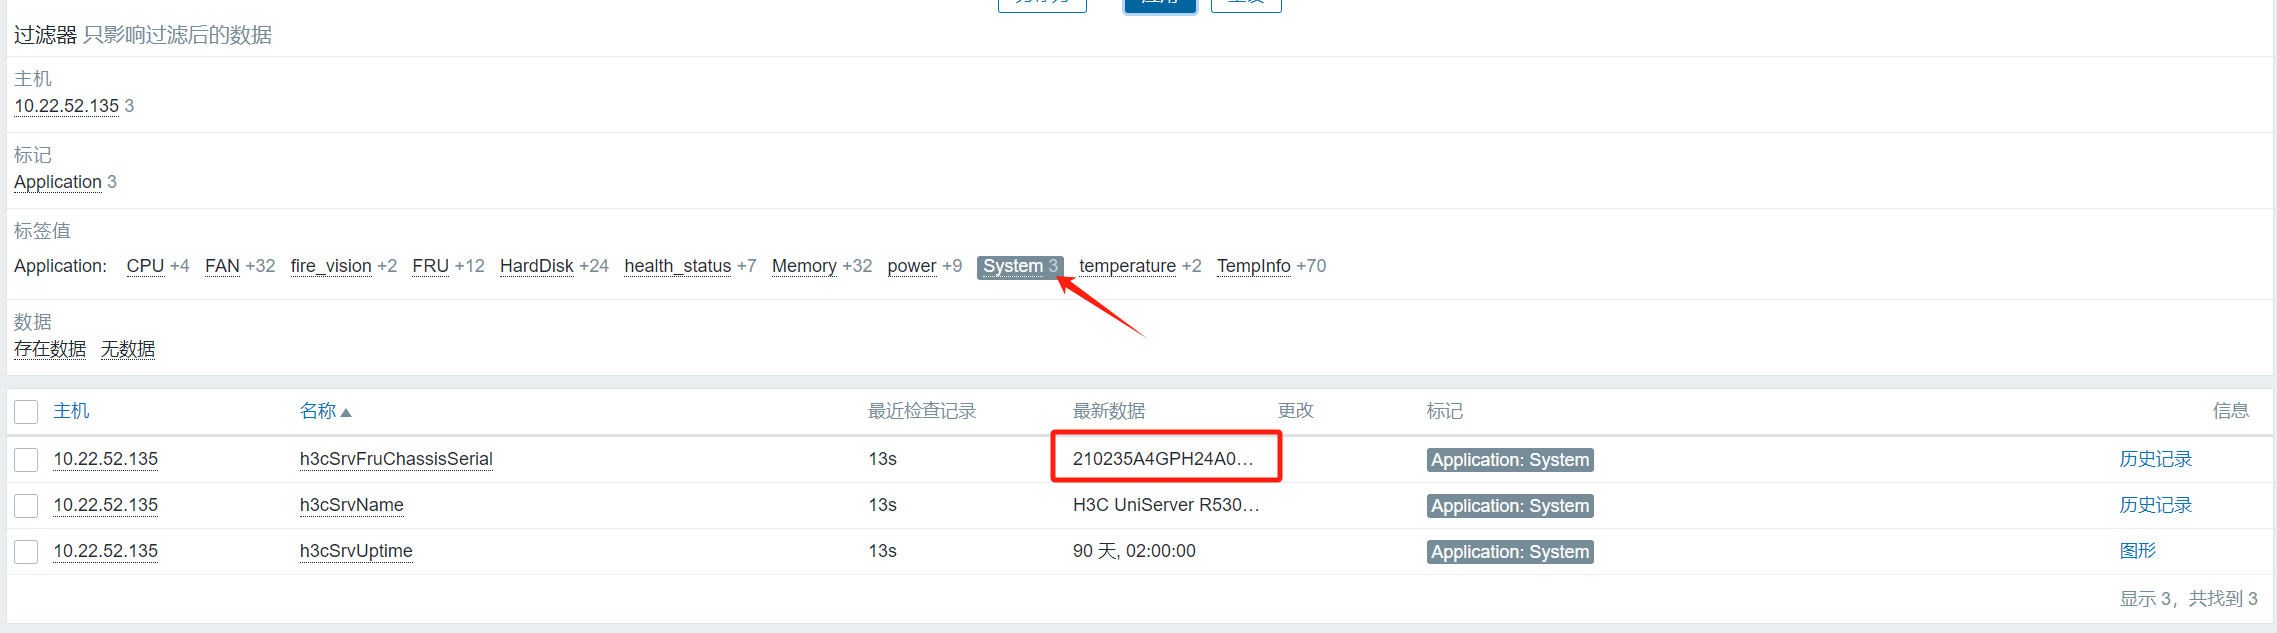 应用
过滤器 只影响过滤后的数据
主机
10.22.52.135 3
标记
Application 3
标签值
Application: CPU +4 FAN +32 fire_vision +2 FRU +12 HardDisk +24 health_status +7 Memory +32 power +9 System 3 temperature +2 TempInfo +70
数据
存在数据 无数据
主机 名称 最近检查记录 最新数据 更改 标记 信息
10.22.52.135 h3cSrvFruChassisSerial 13s 210235A4GPH24A0... Application: System 历史记录
10.22.52.135 h3cSrvName 13s H3C UniServer R530... Application: System 历史记录
10.22.52.135 h3cSrvUptime 13s 90 天, 02:00:00 Application: System 图形
显示 3，共找到 3